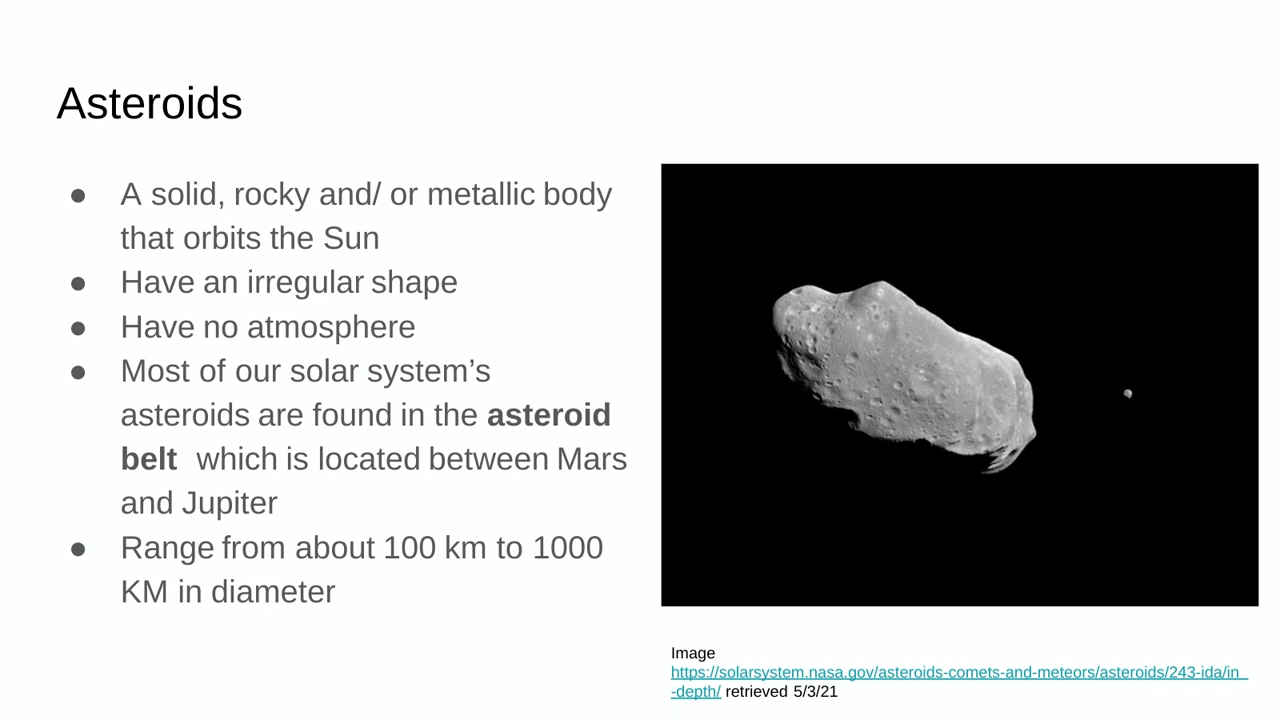 Asteroids
● A solid, rocky and/ or metallic body
that orbits the Sun
● Have an irregular shape
● Have no atmosphere
● Most of our solar system’s
asteroids are found in the asteroid
belt  which is located between Mars
and Jupiter
● Range from about 100 km to 1000
KM in diameter
Image
https://solarsystem.nasa.gov/asteroids-comets-and-meteors/asteroids/243-ida/in_
-depth/ retrieved 5/3/21